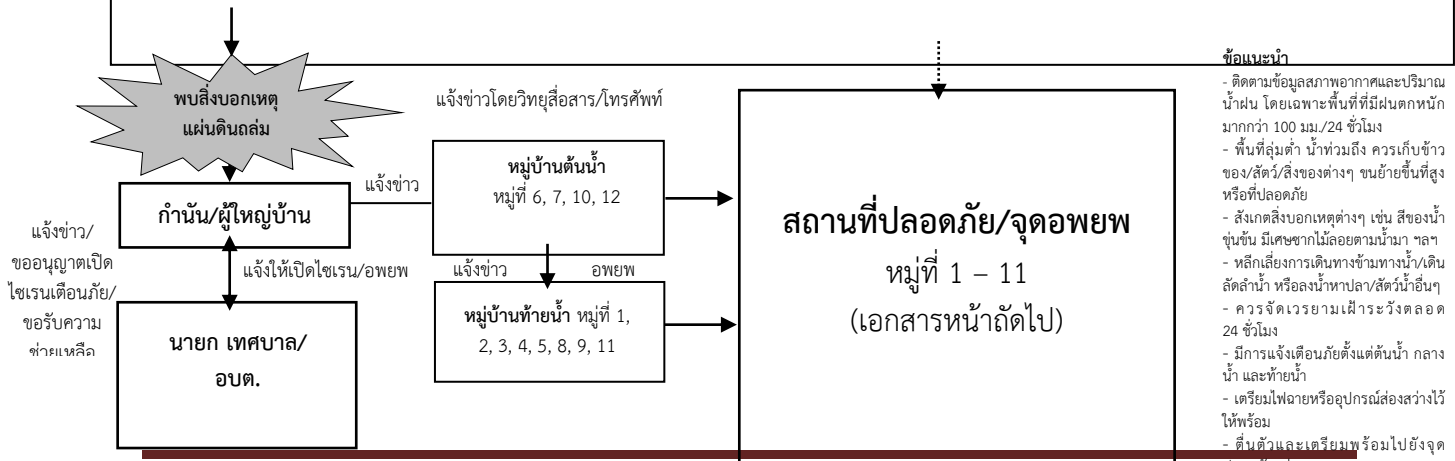 พบสิ่งบอกเหตุ
แผ่นดินถล่ม
กำนัน/ผู้ใหญ่บ้าน
แจ้งข่าว
แจ้งข่าว/
ขออนุญาตเปิด
ไซเรนเตือนภัย/
ขอรับความ
ช่วยเหลือ
แจ้งให้เปิดไซเรน/อพยพ
นายก เทศบาล/
อบต.
แจ้งข่าวโดยวิทยุสื่อสาร/โทรศัพท์
หมู่บ้านต้นน้ำ
หมู่ที่ 6, 7, 10, 12
แจ้งข่าว
อพยพ
หมู่บ้านท้ายน้ำ หมู่ที่ 1,
2, 3, 4, 5, 8, 9, 11
สถานที่ปลอดภัย/จุดอพยพ
หมู่ที่ 1 – 11
(เอกสารหน้าถัดไป)
ข้อแนะนำ
- ติดตามข้อมูลสภาพอากาศและปริมาณ
น้ำฝน โดยเฉพาะพื้นที่ที่มีฝนตกหนัก
มากกว่า 100 มม./24 ชั่วโมง
- พื้นที่ลุ่มต่ำ น้ำท่วมถึง ควรเก็บข้าว
ของ/สัตว์/สิ่งของต่างๆ ขนย้ายขึ้นที่สูง
หรือที่ปลอดภัย
- สังเกตสิ่งบอกเหตุต่างๆ เช่น สีของน้ำ
ขุ่นข้น มีเศษซากไม้ลอยตามน้ำมา ฯลฯ
- หลีกเลี่ยงการเดินทางข้ามทางน้ำ/เดิน
ลัดลำน้ำ หรือลงน้ำหาปลา/สัตว์น้ำอื่นๆ
- ควรจัดเวรยามเฝ้าระวังตลอด
24 ชั่วโมง
- มีการแจ้งเตือนภัยตั้งแต่ต้นน้ำ กลาง
น้ำ และท้ายน้ำ
- เตรียมไฟฉายหรืออุปกรณ์ส่องสว่างไว้
ให้พร้อม
- ตื่นตัวและเตรียมพร้อมไปยังจุด